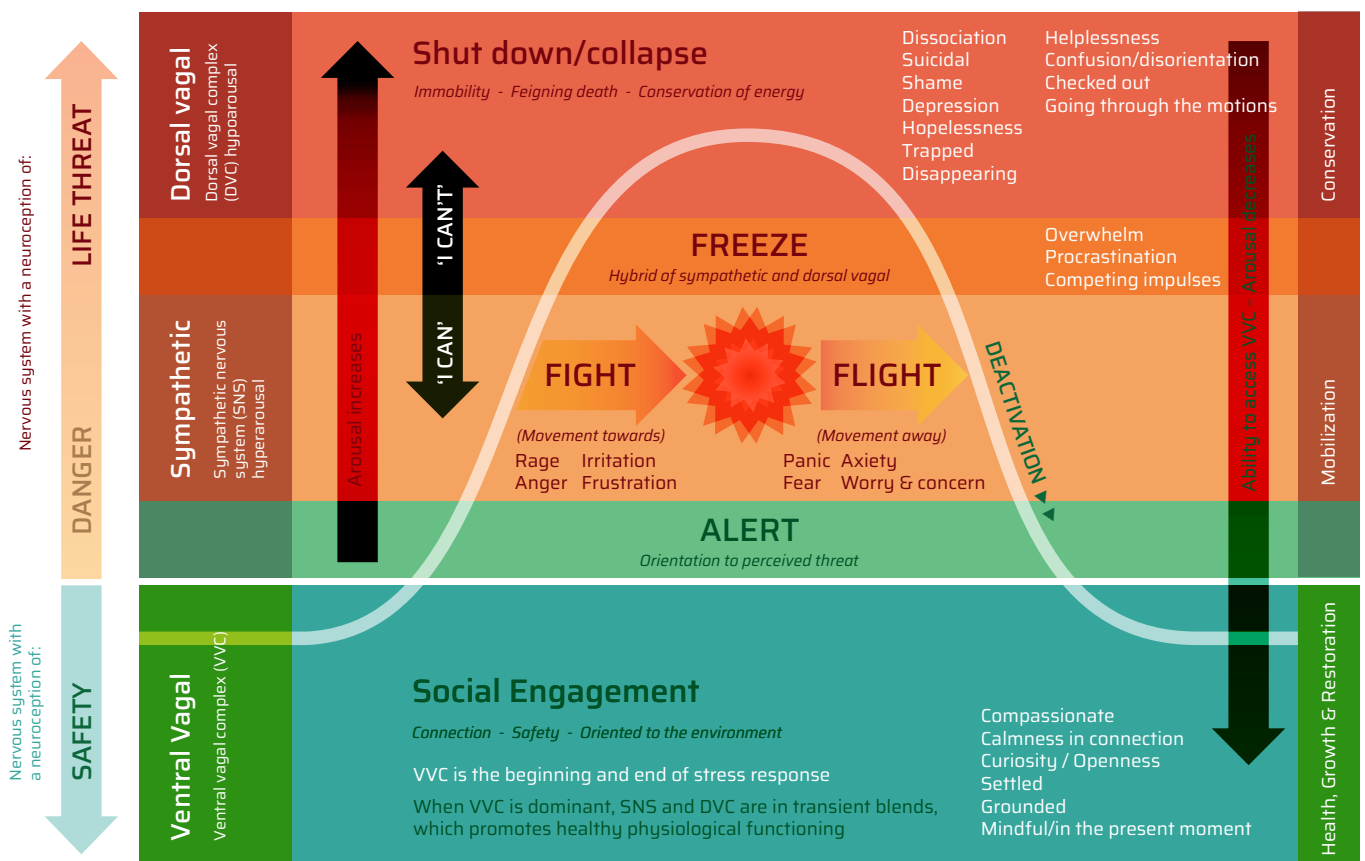 Nervous system with a neuroception of:
LIFE THREAT
DANGER
Nervous system with
a neuroception of:
SAFETY
Dorsal vagal
Dorsal vagal complex
(DVC) hypoarousal
Sympathetic
Sympathetic nervous
system (SNS)
hyperarousal
Ventral Vagal
Ventral vagal complex (VVC)
Arousal increases
'I CAN'T'
'I CAN'
Shut down/collapse
Immobility - Feigning death - Conservation of energy
Dissociation
Suicidal
Shame
Depression
Hopelessness
Trapped
Disappearing
Helplessness
Confusion/disorientation
Checked out
Going through the motions
FREEZE
Hybrid of sympathetic and dorsal vagal
Overwhelm
Procrastination
Competing impulses
FIGHT
(Movement towards)
Rage Irritation
Anger Frustration
FLIGHT
(Movement away)
Panic Axiety
Fear Worry & concern
DEACTIVATION
ALERT
Orientation to perceived threat
Social Engagement
Connection - Safety - Oriented to the environment
VVC is the beginning and end of stress response
When VVC is dominant, SNS and DVC are in transient blends,
which promotes healthy physiological functioning
Compassionate
Calmness in connection
Curiosity / Openness
Settled
Grounded
Mindful/in the present moment
Ability to access VVC - Arousal decreases
Conservation
Mobilization
Health, Growth & Restoration